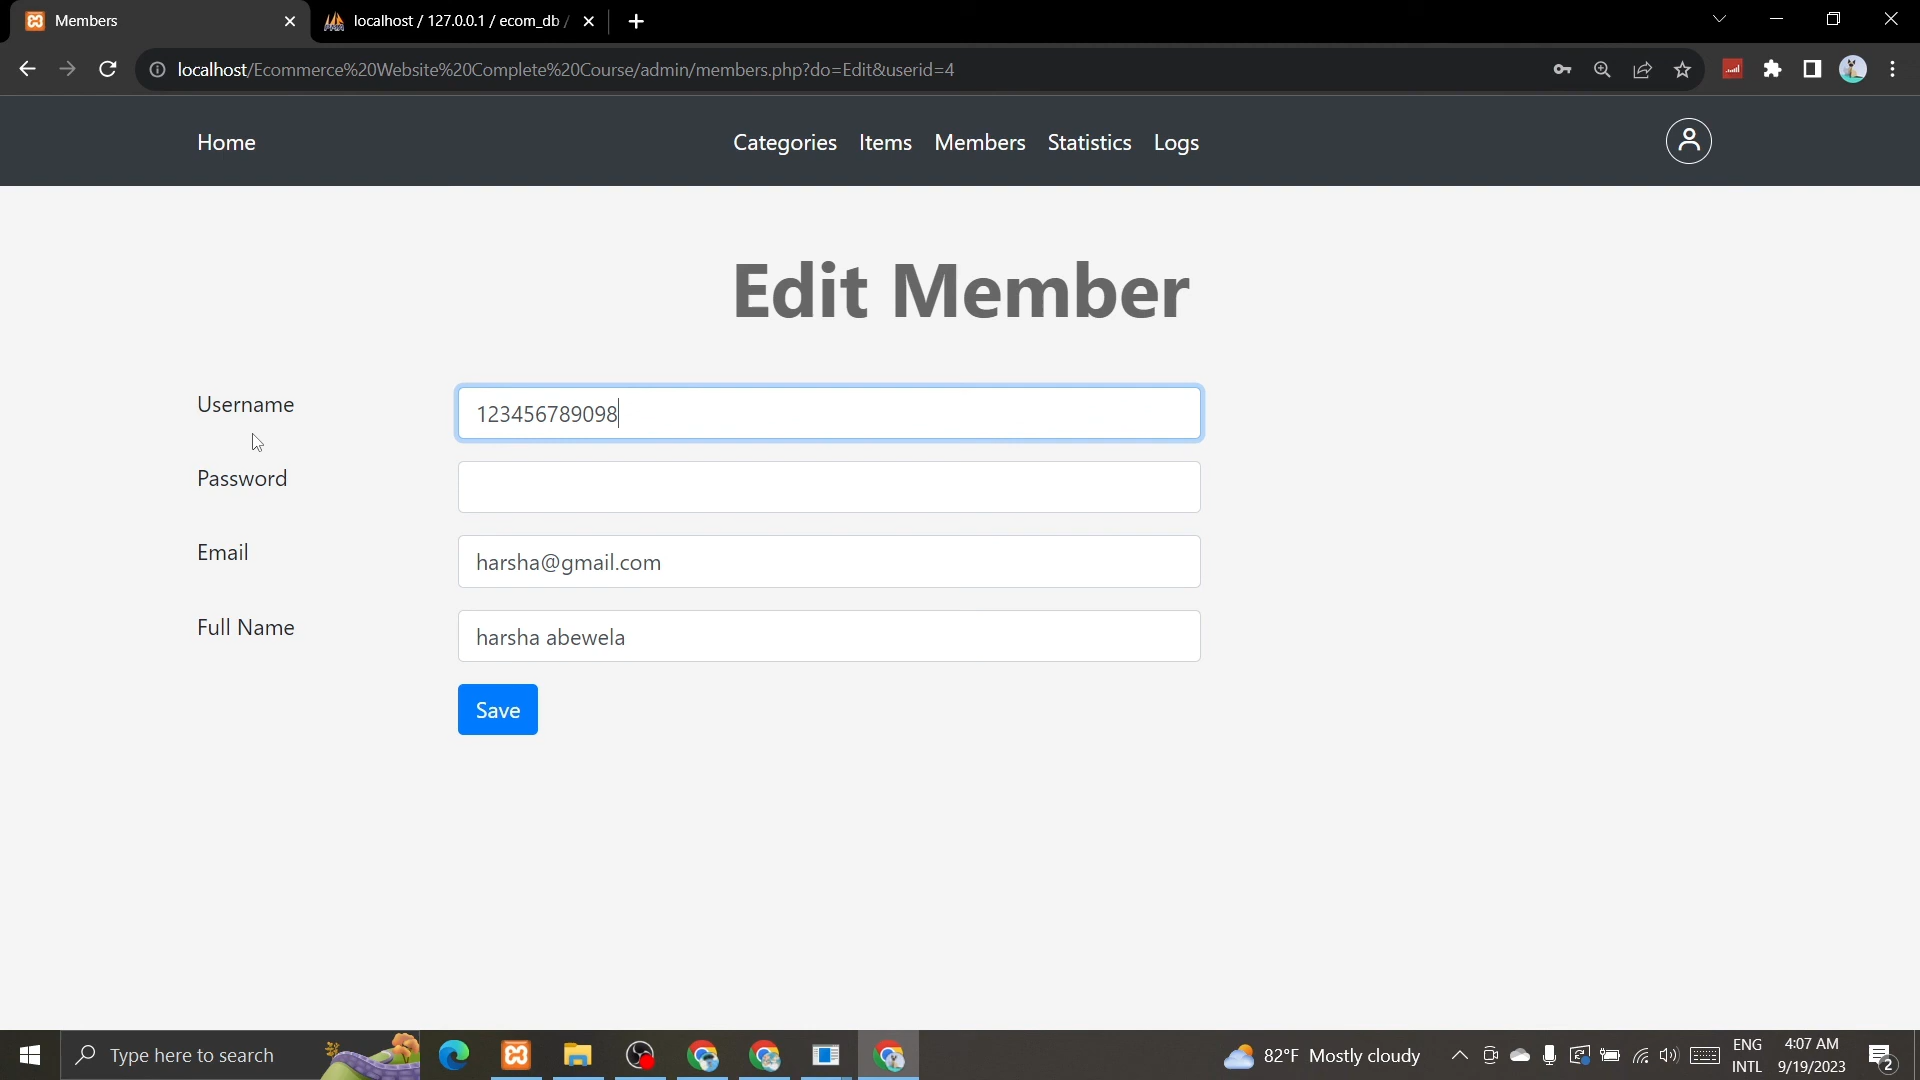 Members
localhost / 127.0.0.1 / ecom_db /
localhost/Ecommerce%20Website%20Complete%20Course/admin/members.php?do=Edit&userid=4
Home
Categories Items Members Statistics Logs
Edit Member
Username
123456789098
Password
Email
harsha@gmail.com
Full Name
harsha abewela
Save
Type here to search
82°F Mostly cloudy
ENG
INTL
4:07 AM
9/19/2023
2